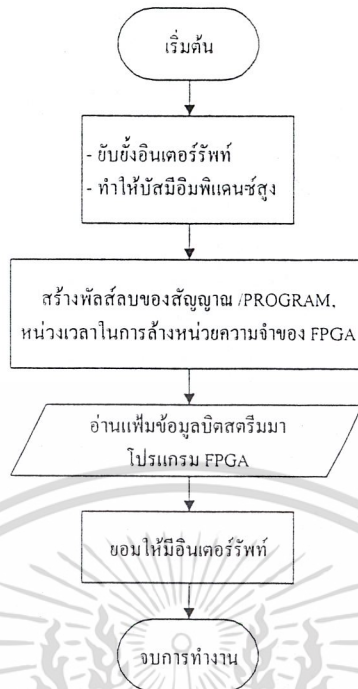 เริ่มต้น
- ยับยั้งอินเตอร์รัพท์
- ทำให้บัสมีอิมพิแดนซ์สูง
สร้างพัลส์ลบของสัญญาณ /PROGRAM,
หน่วงเวลาในการล้างหน่วยความจำของ FPGA
อ่านแฟ้มข้อมูลบิตสตรีมมา
โปรแกรม FPGA
ยอมให้มีอินเตอร์รัพท์
จบการทำงาน